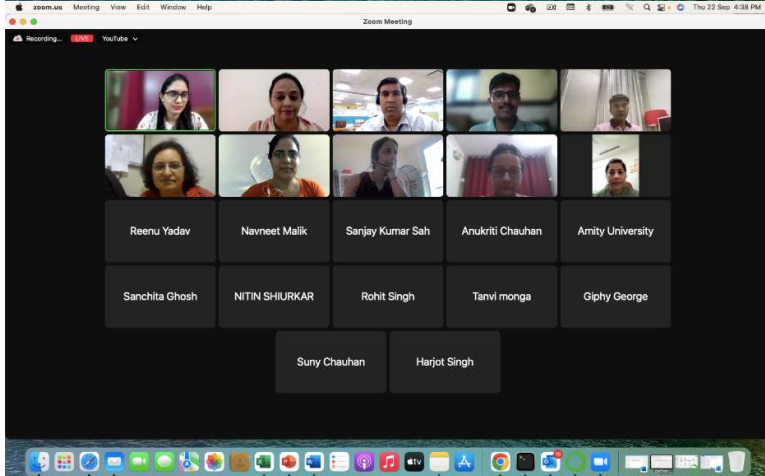 zoom.us Meeting View Edit Window Help Thu 22 Sep 4:38 PM
Zoom Meeting
Recording... LIVE YouTube
Reenu Yadav Navneet Malik Sanjay Kumar Sah Anukriti Chauhan Amity University
Sanchita Ghosh NITIN SHIURKAR Rohit Singh Tanvi monga Giphy George
Suny Chauhan Harjot Singh
tv